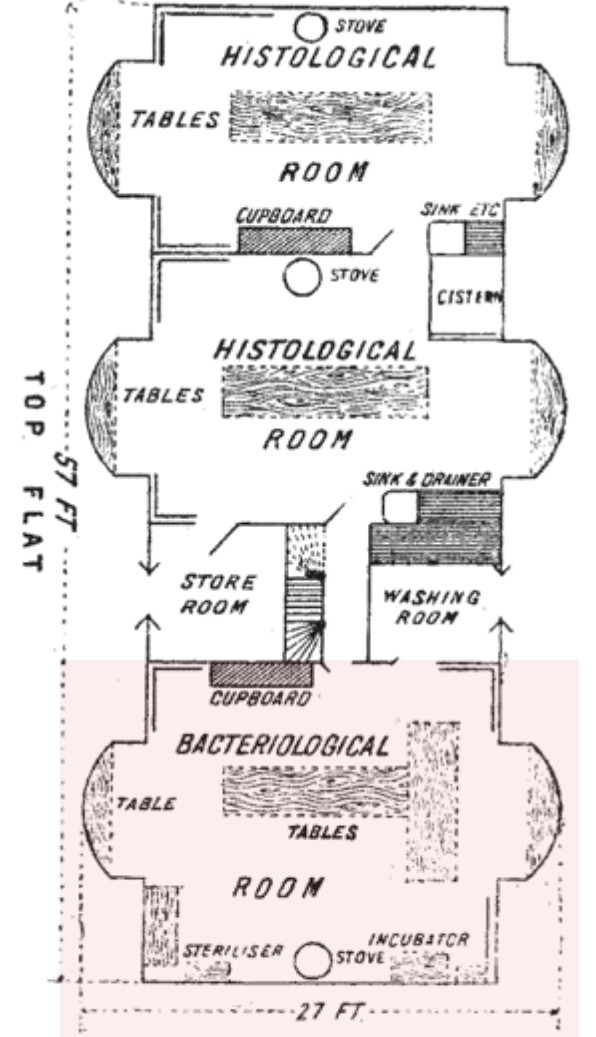 STOVE
HISTOLOGICAL
TABLES
ROOM
CUPBOARD
SINK ETC
STOVE
CISTERN
HISTOLOGICAL
TABLES
ROOM
SINK & DRAINER
TOP FLAT
57 FT
STORE
ROOM
WASHING
ROOM
CUPBOARD
BACTERIOLOGICAL
TABLE
TABLES
ROOM
STERILISER
STOVE
INCUBATOR
27 FT